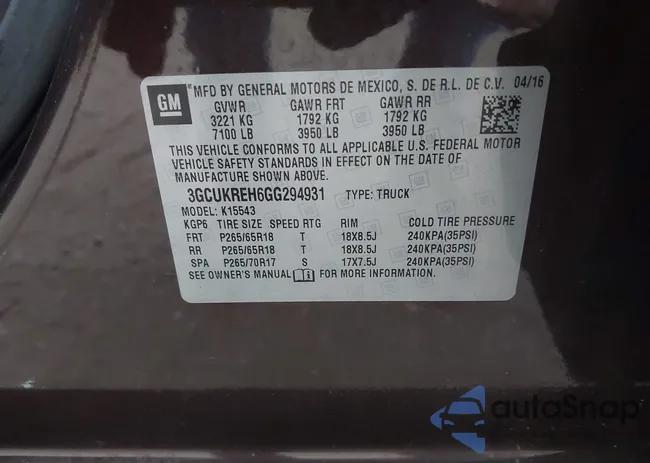 GM
MFD BY GENERAL MOTORS DE MEXICO, S. DE R.L. DE C.V. 04/16
GVWR GAWR FRT GAWR RR
3221 KG 1792 KG 1792 KG
7100 LB 3950 LB 3950 LB
THIS VEHICLE CONFORMS TO ALL APPLICABLE U.S. FEDERAL MOTOR
VEHICLE SAFETY STANDARDS IN EFFECT ON THE DATE OF
MANUFACTURE SHOWN ABOVE.
3GCUKREH6GG294931 TYPE: TRUCK
MODEL: K15543
KGP6 TIRE SIZE SPEED RTG RIM COLD TIRE PRESSURE
FRT P265/65R18 T 18X8.5J 240KPA(35PSI)
RR P265/65R18 T 18X8.5J 240KPA(35PSI)
SPA P265/70R17 S 17X7.5J 240KPA(35PSI)
SEE OWNER'S MANUAL FOR MORE INFORMATION.
autoSnap